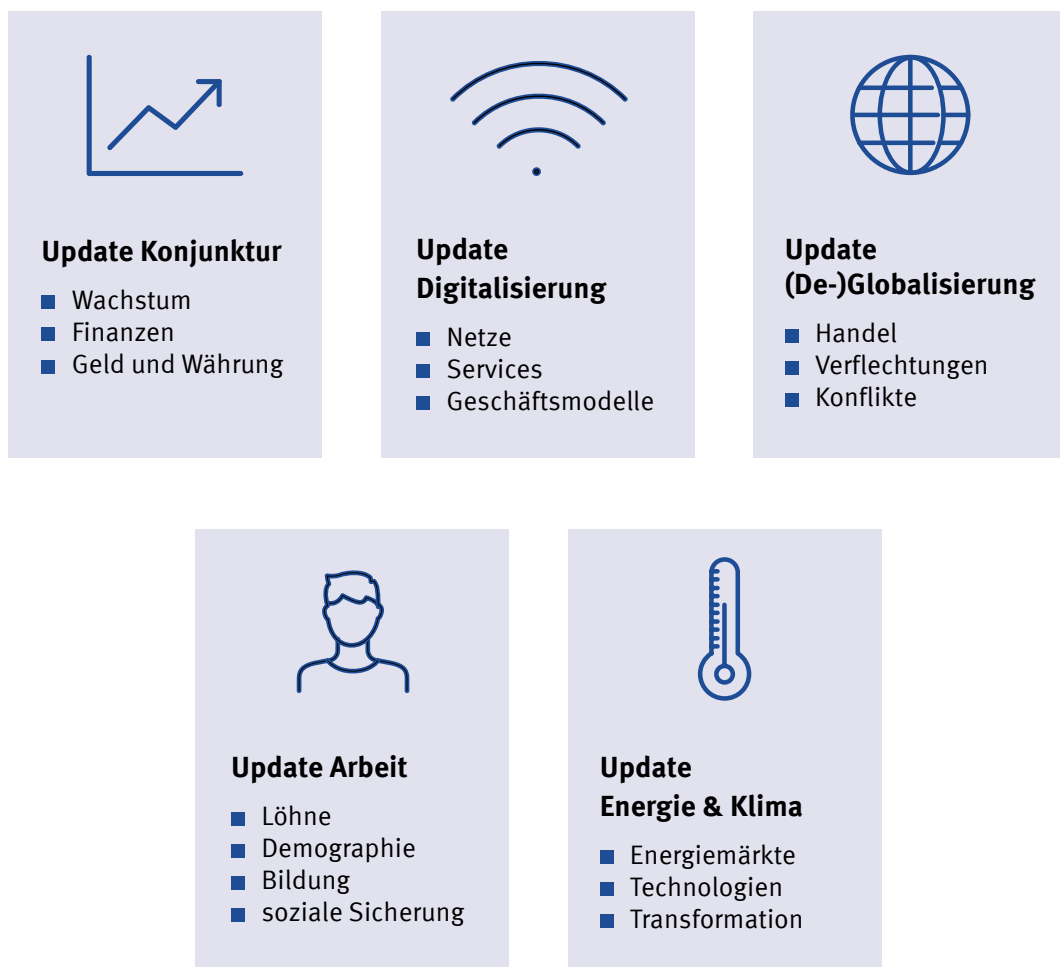 Update Konjunktur
Wachstum
Finanzen
Geld und Währung
Update
Digitalisierung
Netze
Services
Geschäftsmodelle
Update
(De-)Globalisierung
Handel
Verflechtungen
Konflikte
Update Arbeit
Löhne
Demographie
Bildung
soziale Sicherung
Update
Energie & Klima
Energiemärkte
Technologien
Transformation